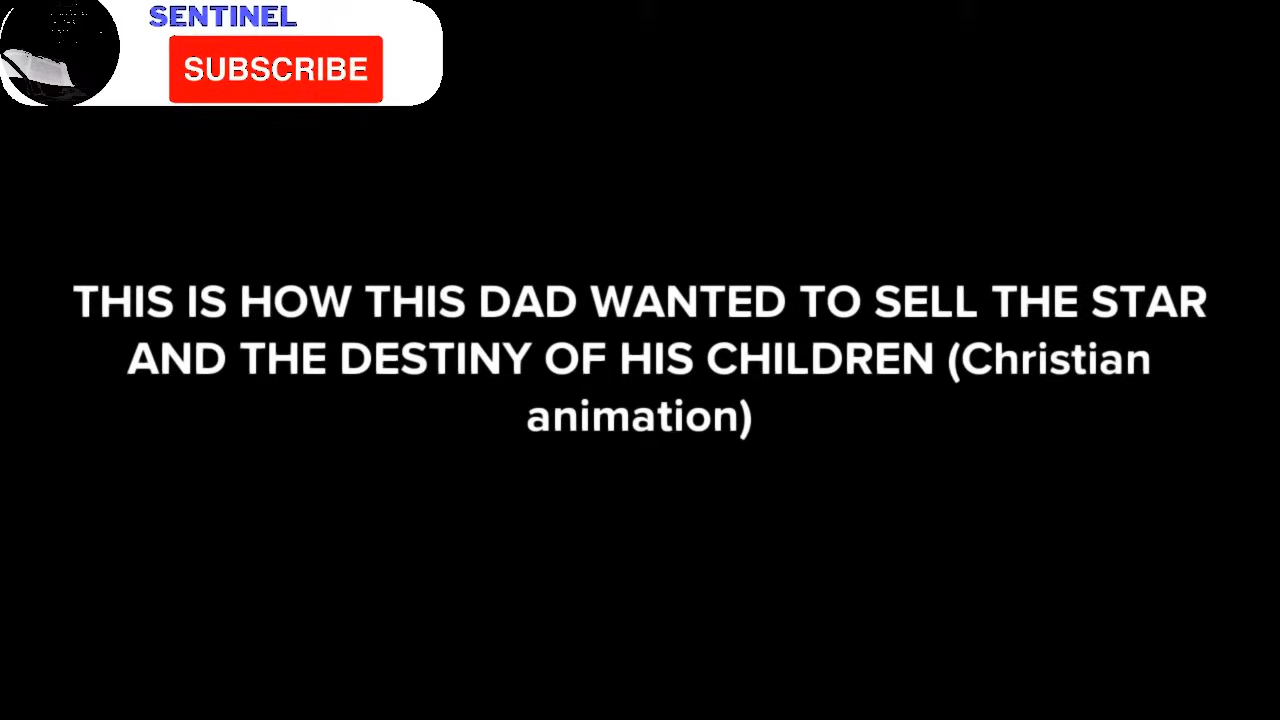 SENTINEL
SUBSCRIBE
THIS IS HOW THIS DAD WANTED TO SELL THE STAR
AND THE DESTINY OF HIS CHILDREN (Christian
animation)